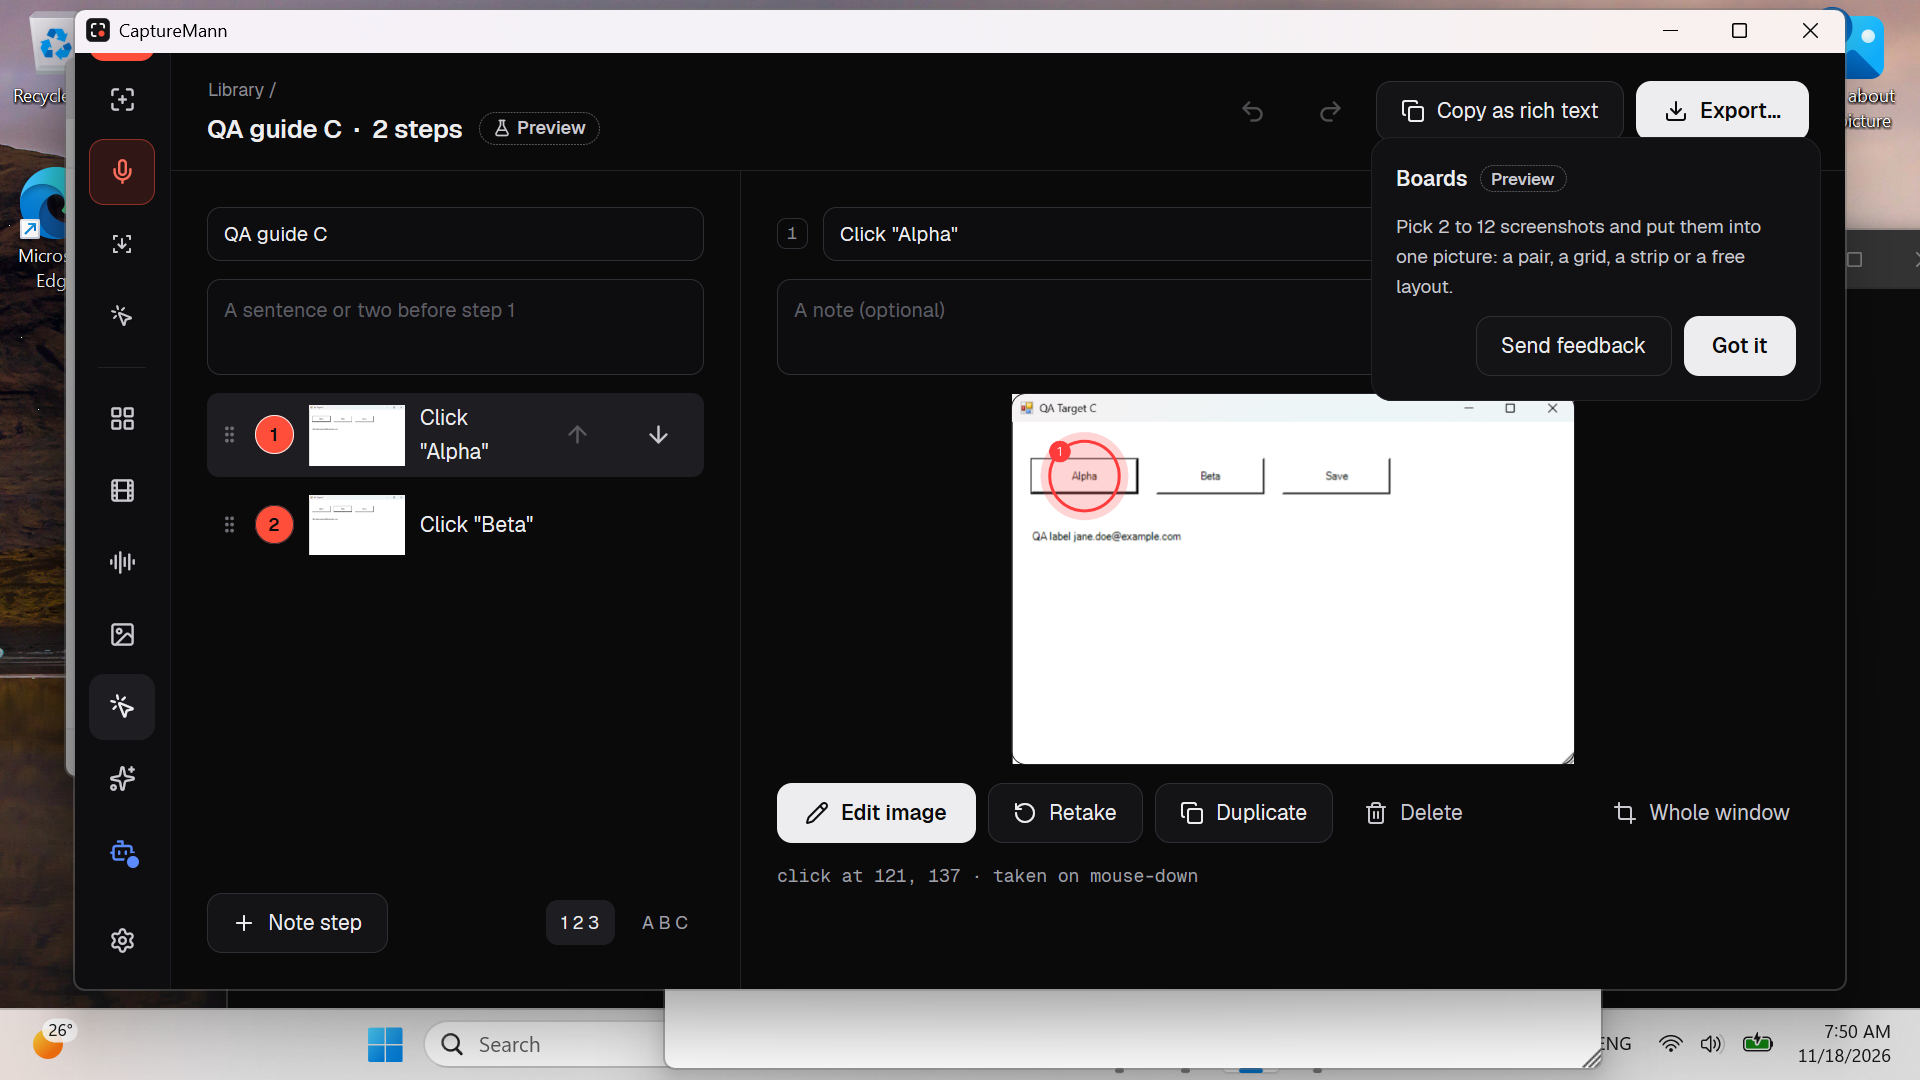 CaptureMann
Recycle
Micros
Edg
about
picture
Library /
QA guide C · 2 steps
Preview
Copy as rich text
Export...
Boards
Preview
Pick 2 to 12 screenshots and put them into
one picture: a pair, a grid, a strip or a free
layout.
Send feedback
Got it
QA guide C
A sentence or two before step 1
1
Click
"Alpha"
2
Click "Beta"
Note step
1 2 3
A B C
1
Click "Alpha"
A note (optional)
QA Target C
1
Alpha
Beta
Save
QA label jane.doe@example.com
Edit image
Retake
Duplicate
Delete
Whole window
click at 121, 137 · taken on mouse-down
26°
Search
ENG
7:50 AM
11/18/2026